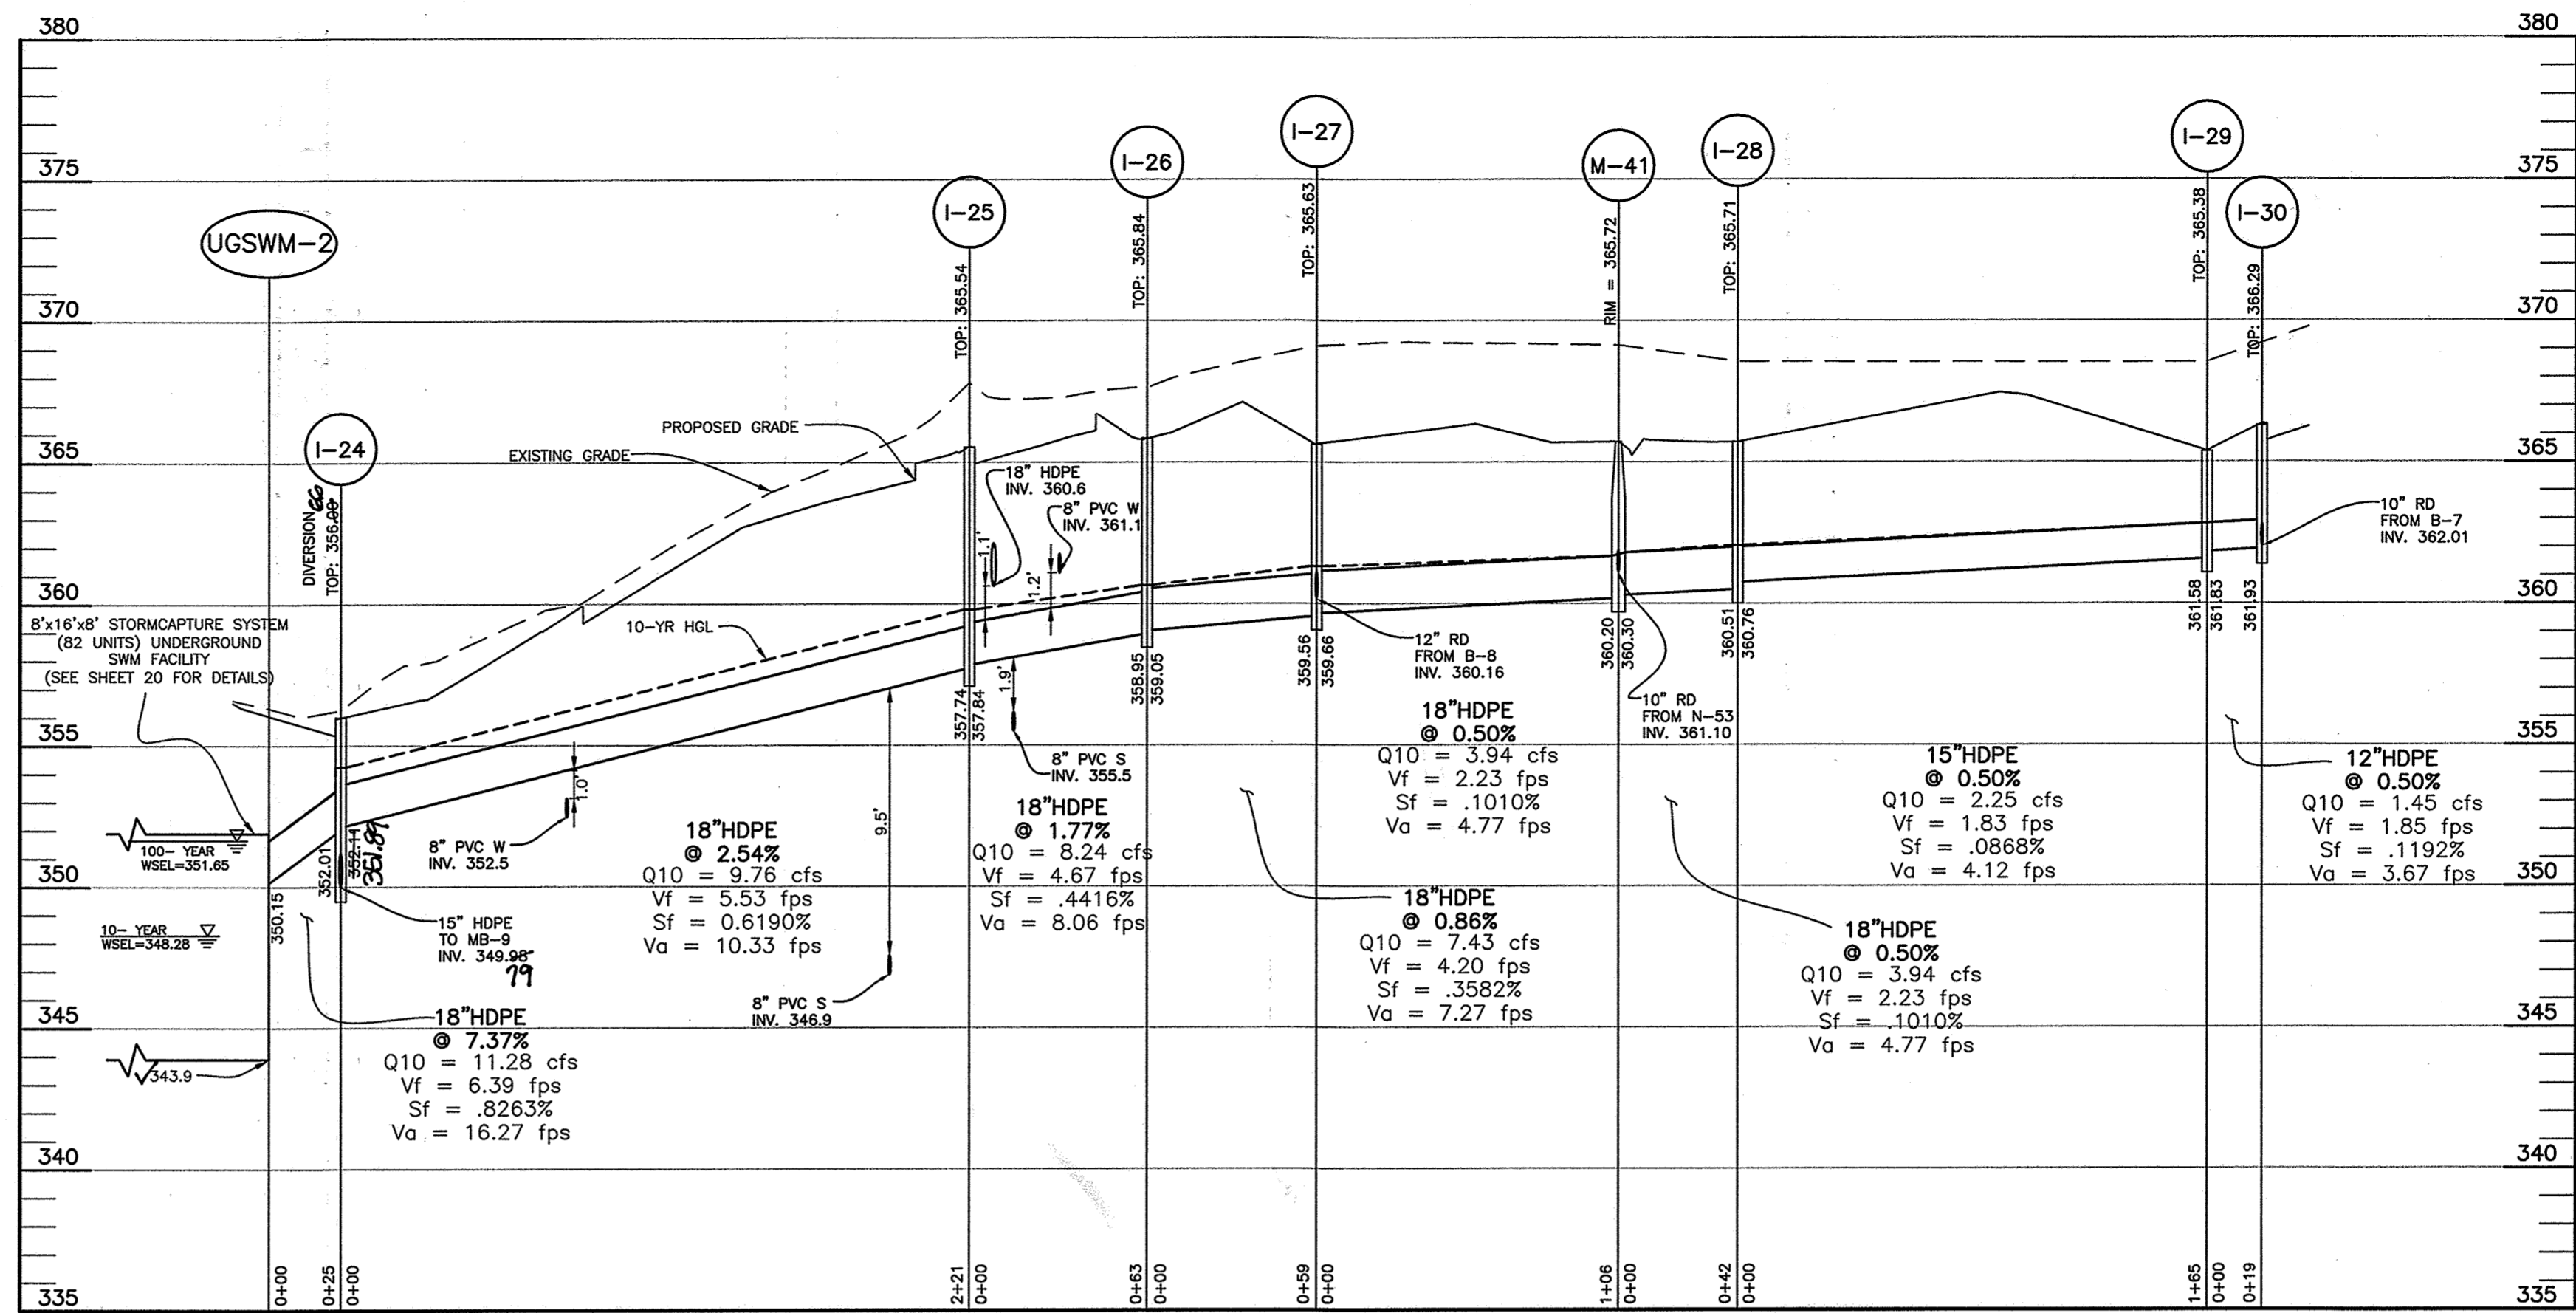 380
380
375
375
370
370
365
365
360
360
355
355
350
350
345
345
340
340
335
335
UGSWM-2
I-24
DIVERSION
TOP: 356.00
66
I-25
TOP: 365.54
I-26
TOP: 365.84
I-27
TOP: 365.63
M-41
RIM = 365.72
I-28
TOP: 365.71
I-29
TOP: 365.38
I-30
TOP: 366.29
PROPOSED GRADE
EXISTING GRADE
10-YR HGL
8'x16'x8' STORMCAPTURE SYSTEM
(82 UNITS) UNDERGROUND
SWM FACILITY
(SEE SHEET 20 FOR DETAILS)
100- YEAR
WSEL=351.65
10- YEAR
WSEL=348.28
343.9
350.15
352.01
352.11
351.89
15" HDPE
TO MB-9
INV. 349.98
79
18"HDPE
@ 7.37%
Q10 = 11.28 cfs
Vf = 6.39 fps
Sf = .8263%
Va = 16.27 fps
8" PVC W
INV. 352.5
1.0'
18"HDPE
@ 2.54%
Q10 = 9.76 cfs
Vf = 5.53 fps
Sf = 0.6190%
Va = 10.33 fps
9.5'
8" PVC S
INV. 346.9
357.74
357.84
18" HDPE
INV. 360.6
1.1'
8" PVC W
INV. 361.1
1.2'
1.9'
8" PVC S
INV. 355.5
18"HDPE
@ 1.77%
Q10 = 8.24 cfs
Vf = 4.67 fps
Sf = .4416%
Va = 8.06 fps
358.95
359.05
359.56
359.66
12" RD
FROM B-8
INV. 360.16
18"HDPE
@ 0.50%
Q10 = 3.94 cfs
Vf = 2.23 fps
Sf = .1010%
Va = 4.77 fps
18"HDPE
@ 0.86%
Q10 = 7.43 cfs
Vf = 4.20 fps
Sf = .3582%
Va = 7.27 fps
360.20
360.30
10" RD
FROM N-53
INV. 361.10
360.51
360.76
15"HDPE
@ 0.50%
Q10 = 2.25 cfs
Vf = 1.83 fps
Sf = .0868%
Va = 4.12 fps
18"HDPE
@ 0.50%
Q10 = 3.94 cfs
Vf = 2.23 fps
Sf = .1010%
Va = 4.77 fps
361.58
361.83
361.93
10" RD
FROM B-7
INV. 362.01
12"HDPE
@ 0.50%
Q10 = 1.45 cfs
Vf = 1.85 fps
Sf = .1192%
Va = 3.67 fps
0+00
0+25
0+00
2+21
0+00
0+63
0+00
0+59
0+00
1+06
0+00
0+42
0+00
1+65
0+00
0+19